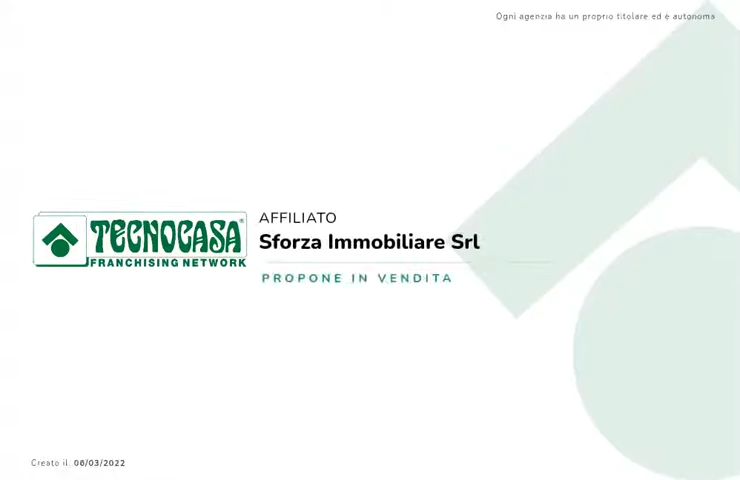 Ogni agenzia ha un proprio titolare ed è autonoma
AFFILIATO
TECNOCASA®
Sforza Immobiliare Srl
FRANCHISING NETWORK
PROPONE IN VENDITA
Creato il 06/03/2022